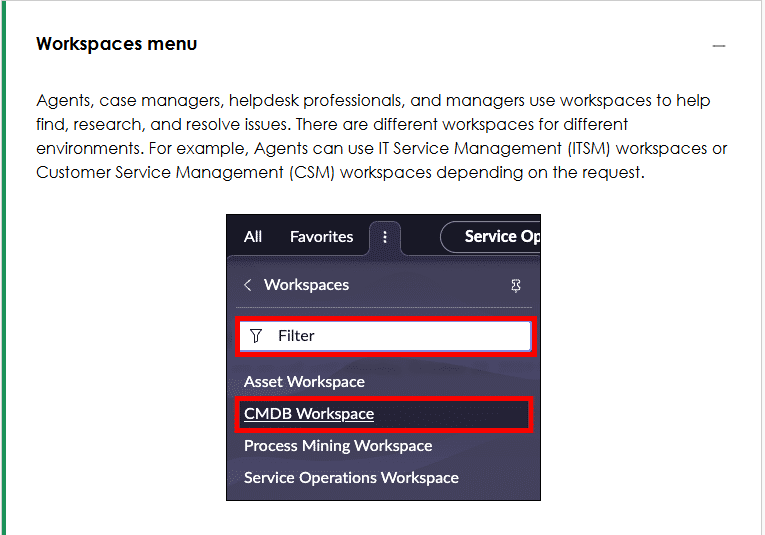 Workspaces menu
Agents, case managers, helpdesk professionals, and managers use workspaces to help
find, research, and resolve issues. There are different workspaces for different
environments. For example, Agents can use IT Service Management (ITSM) workspaces or
Customer Service Management (CSM) workspaces depending on the request.
All Favorites Service Op
Workspaces
Filter
Asset Workspace
CMDB Workspace
Process Mining Workspace
Service Operations Workspace